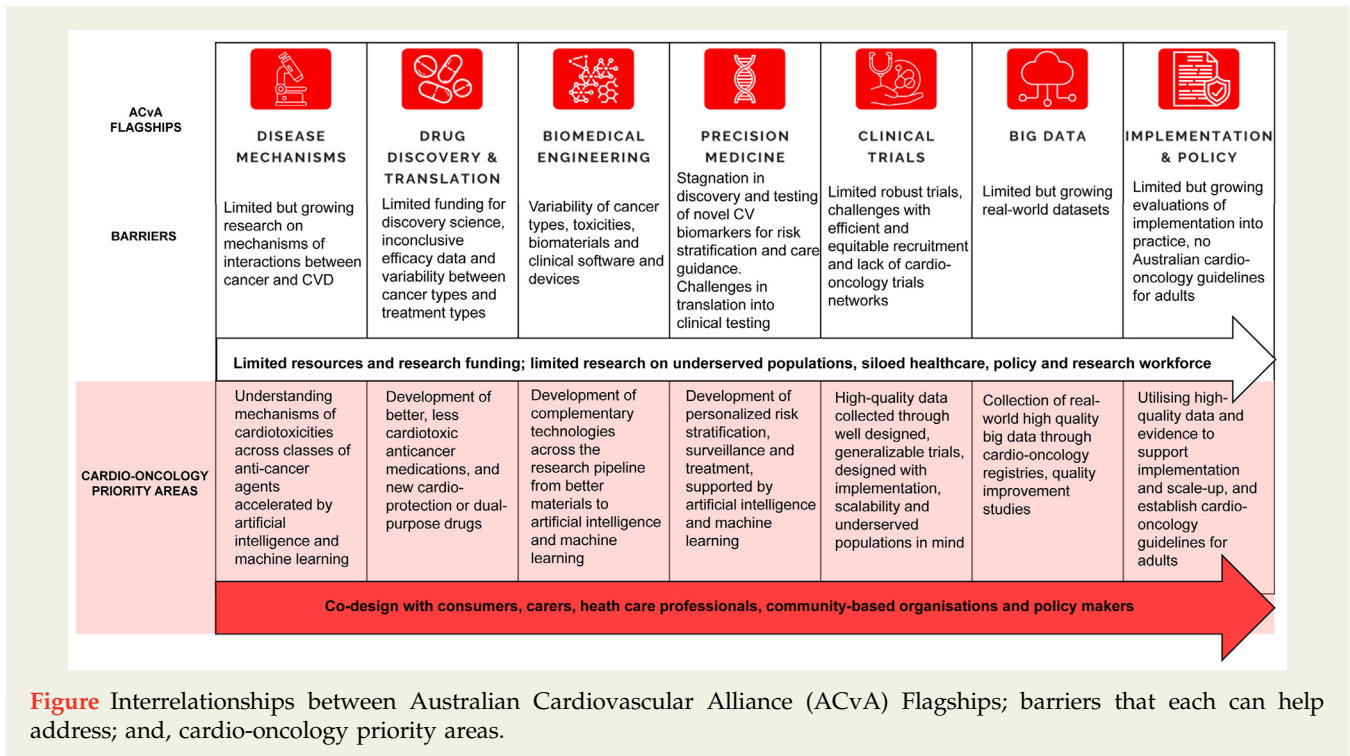 ACvA
FLAGSHIPS
DISEASE
MECHANISMS
DRUG
DISCOVERY &
TRANSLATION
BIOMEDICAL
ENGINEERING
PRECISION
MEDICINE
CLINICAL
TRIALS
BIG DATA
IMPLEMENTATION
& POLICY
BARRIERS
Limited but growing
research on
mechanisms of
interactions between
cancer and CVD
Limited funding for
discovery science,
inconclusive
efficacy data and
variability between
cancer types and
treatment types
Variability of cancer
types, toxicities,
biomaterials and
clinical software and
devices
Stagnation in
discovery and testing
of novel CV
biomarkers for risk
stratification and care
guidance.
Challenges in
translation into
clinical testing
Limited robust trials,
challenges with
efficient and
equitable recruitment
and lack of cardio-
oncology trials
networks
Limited but growing
real-world datasets
Limited but growing
evaluations of
implementation into
practice, no
Australian cardio-
oncology guidelines
for adults
Limited resources and research funding; limited research on underserved populations, siloed healthcare, policy and research workforce
CARDIO-ONCOLOGY
PRIORITY AREAS
Understanding
mechanisms of
cardiotoxicities
across classes of
anti-cancer
agents
accelerated by
artificial
intelligence and
machine learning
Development of
better, less
cardiotoxic
anticancer
medications, and
new cardio-
protection or dual-
purpose drugs
Development of
complementary
technologies
across the
research pipeline
from better
materials to
artificial intelligence
and machine
learning
Development of
personalized risk
stratification,
surveillance and
treatment,
supported by
artificial intelligence
and machine
learning
High-quality data
collected through
well designed,
generalizable trials,
designed with
implementation,
scalability and
underserved
populations in mind
Collection of real-
world high quality
big data through
cardio-oncology
registries, quality
improvement
studies
Utilising high-
quality data and
evidence to
support
implementation
and scale-up, and
establish cardio-
oncology
guidelines for
adults
Co-design with consumers, carers, heath care professionals, community-based organisations and policy makers
Figure Interrelationships between Australian Cardiovascular Alliance (ACvA) Flagships; barriers that each can help
address; and, cardio-oncology priority areas.